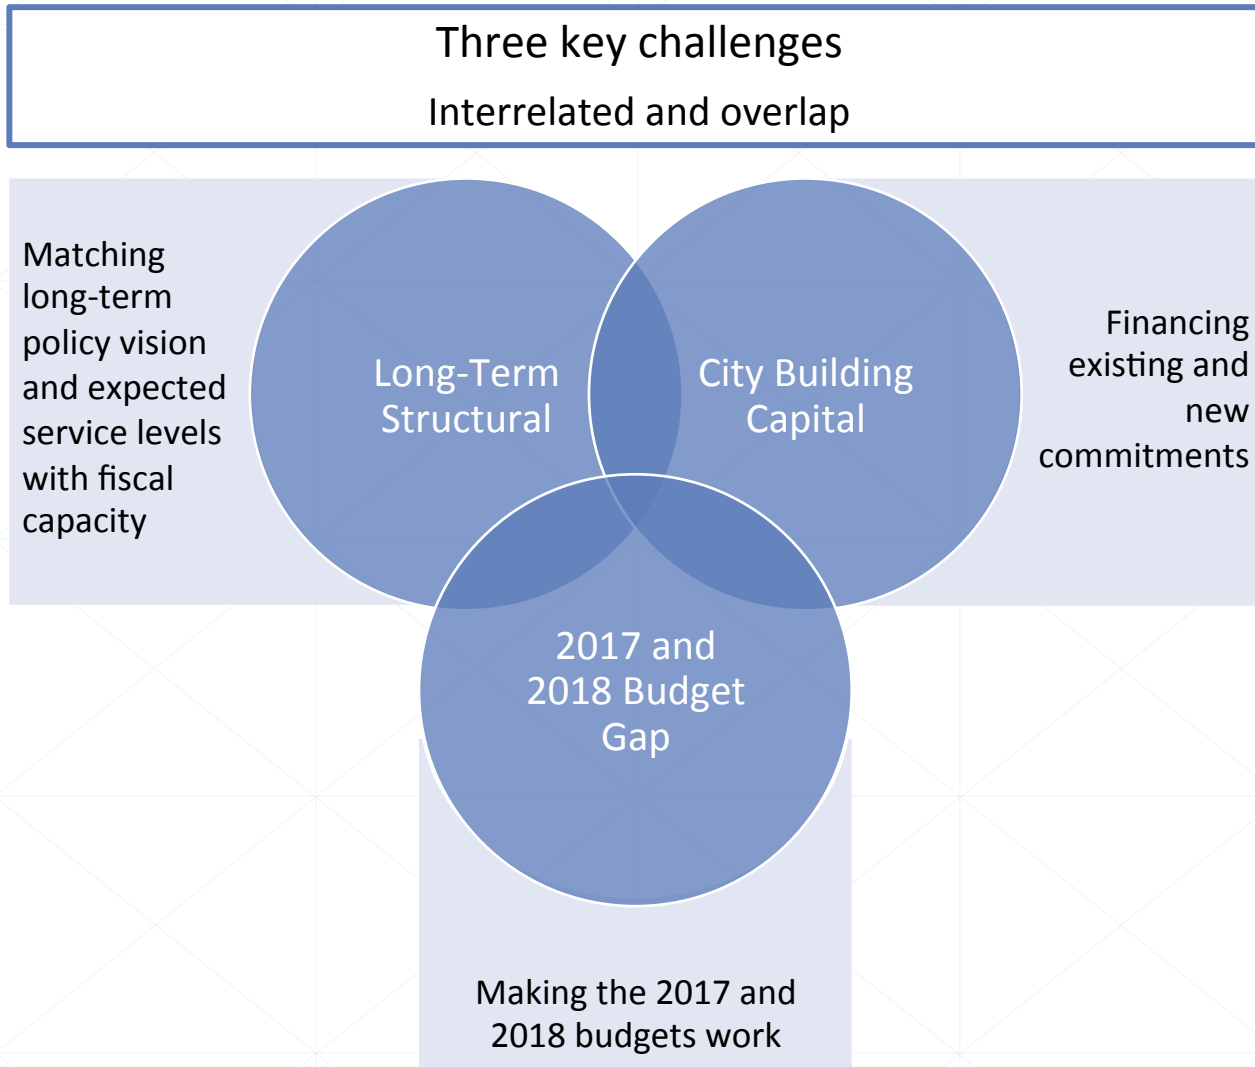 Three key challenges
Interrelated and overlap
Matching
long-term
policy vision
and expected
service levels
with fiscal
capacity
Long-Term
Structural
City Building
Capital
Financing
existing and
new
commitments
2017 and
2018 Budget
Gap
Making the 2017 and
2018 budgets work